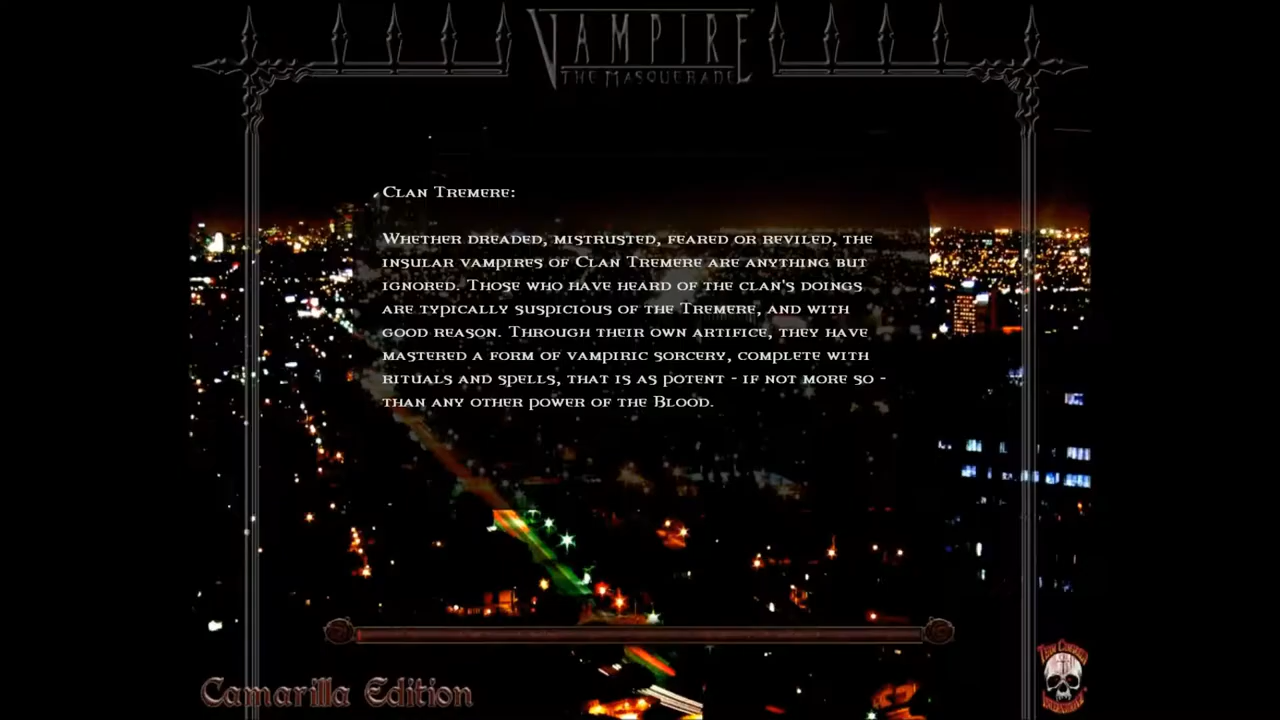 VAMPIRE
THE MASQUERADE
Clan Tremere:
Whether dreaded, mistrusted, feared or reviled, the
insular vampires of Clan Tremere are anything but
ignored. Those who have heard of the clan's doings
are typically suspicious of the Tremere, and with
good reason. Through their own artifice, they have
mastered a form of vampiric sorcery, complete with
rituals and spells, that is as potent - if not more so -
than any other power of the Blood.
Camarilla Edition